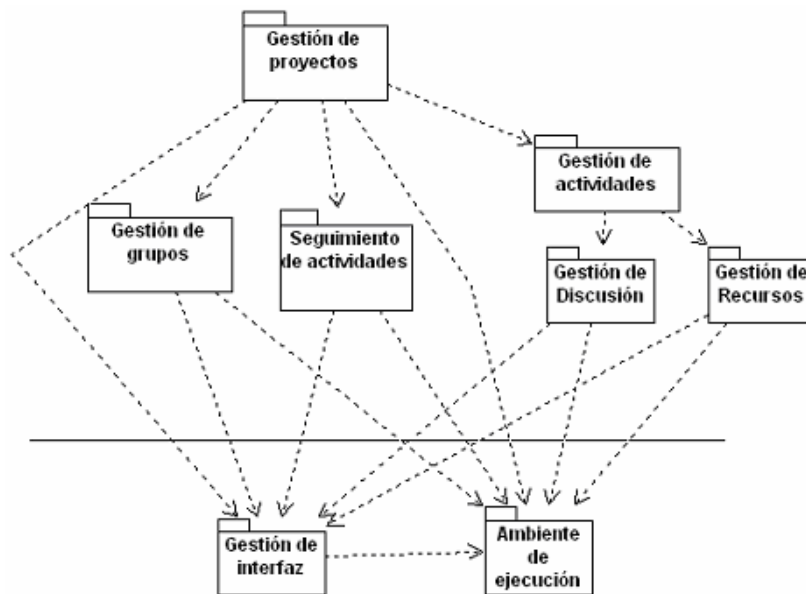 Gestión de
proyectos
Gestión de
actividades
Gestión de
grupos
Seguimiento
de actividades
Gestión de
Discusión
Gestión de
Recursos
Gestión de
interfaz
Ambiente
de
ejecución